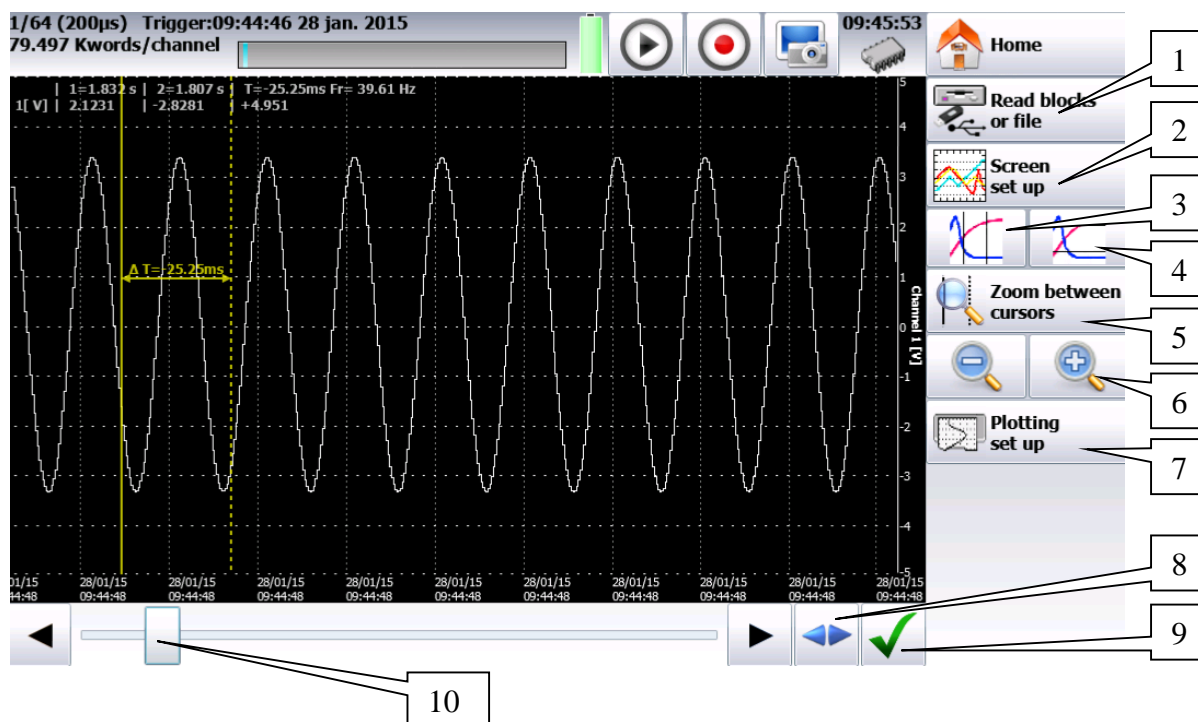 1/64 (200µs) Trigger:09:44:46 28 jan. 2015
79.497 Kwords/channel
09:45:53
Home
1
Read blocks
or file
2
Screen
set up
3
4
Zoom between
cursors
5
6
Plotting
set up
7
| 1=1.832 s | 2=1.807 s | T=-25.25ms Fr= 39.61 Hz
1[ V] | 2.1231 | -2.8281 | +4.951
Δ T=-25.25ms
5
4
3
2
1
0
-1
-2
-3
-4
-5
Channel 1 [V]
01/15 28/01/15 28/01/15 28/01/15 28/01/15 28/01/15 28/01/15 28/01/15 28/01/15 28/01/15 28/01/15
44:48 09:44:48 09:44:48 09:44:48 09:44:48 09:44:48 09:44:48 09:44:48 09:44:48 09:44:48 09:44:48
8
9
10